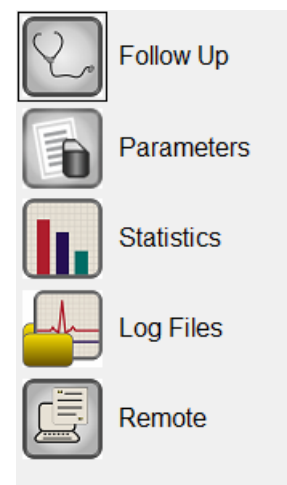 Follow Up
Parameters
Statistics
Log Files
Remote